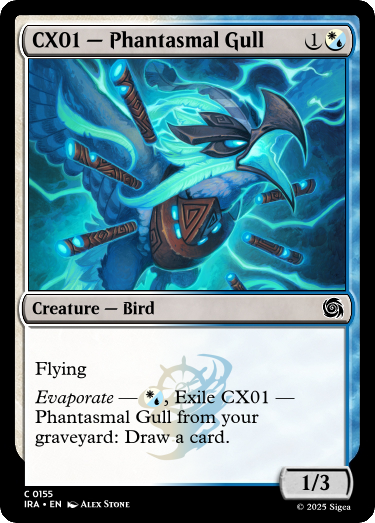 CX01 — Phantasmal Gull 1
Creature — Bird
Flying
Evaporate — , Exile CX01 —
Phantasmal Gull from your
graveyard: Draw a card.
1/3
C 0155
IRA • EN Alex Stone
© 2025 Sigea